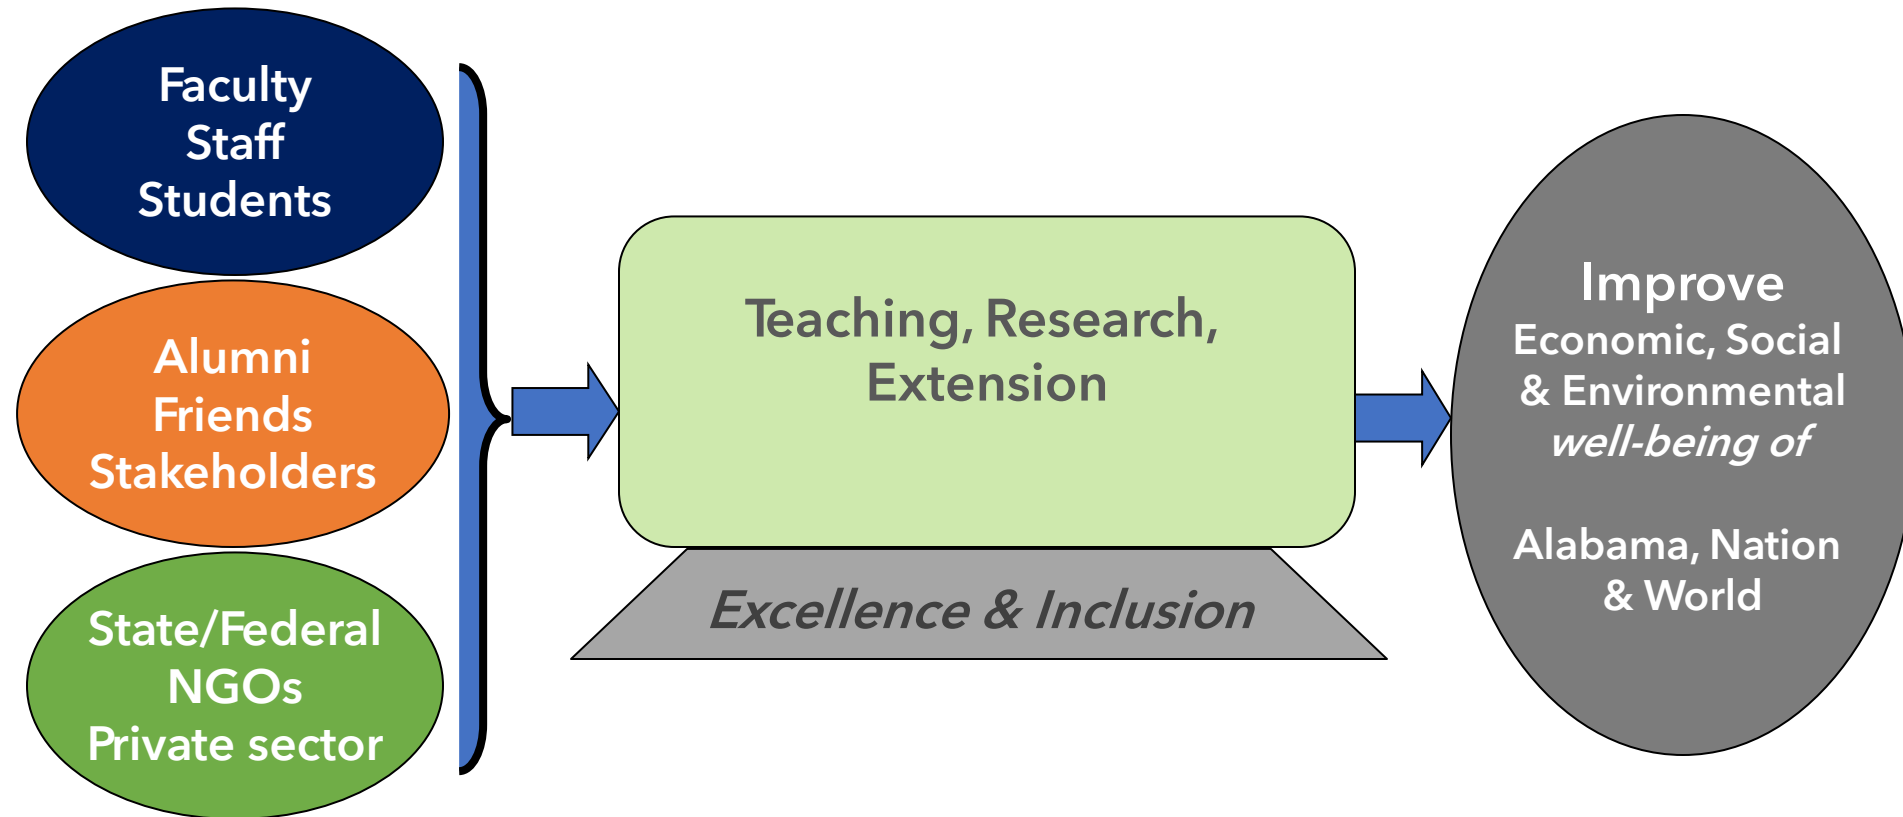 Faculty
Staff
Students
Alumni
Friends
Stakeholders
State/Federal
NGOs
Private sector
Teaching, Research,
Extension
Excellence & Inclusion
Improve
Economic, Social
& Environmental
well-being of
Alabama, Nation
& World